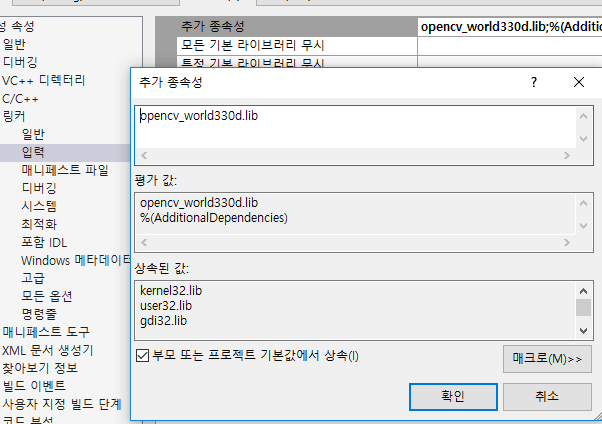 성 속성
일반
디버깅
VC++ 디렉터리
C/C++
링커
일반
입력
매니페스트 파일
디버깅
시스템
최적화
포함 IDL
Windows 메타데이터
고급
모든 옵션
명령줄
매니페스트 도구
XML 문서 생성기
찾아보기 정보
빌드 이벤트
사용자 지정 빌드 단계
코드 분석
추가 종속성 opencv_world330d.lib;%(Additio
모든 기본 라이브러리 무시
특정 기본 라이브러리 무시
추가 종속성 ? ×
opencv_world330d.lib
평가 값:
opencv_world330d.lib
%(AdditionalDependencies)
상속된 값:
kernel32.lib
user32.lib
gdi32.lib
부모 또는 프로젝트 기본값에서 상속(I)
매크로(M)>>
확인 취소